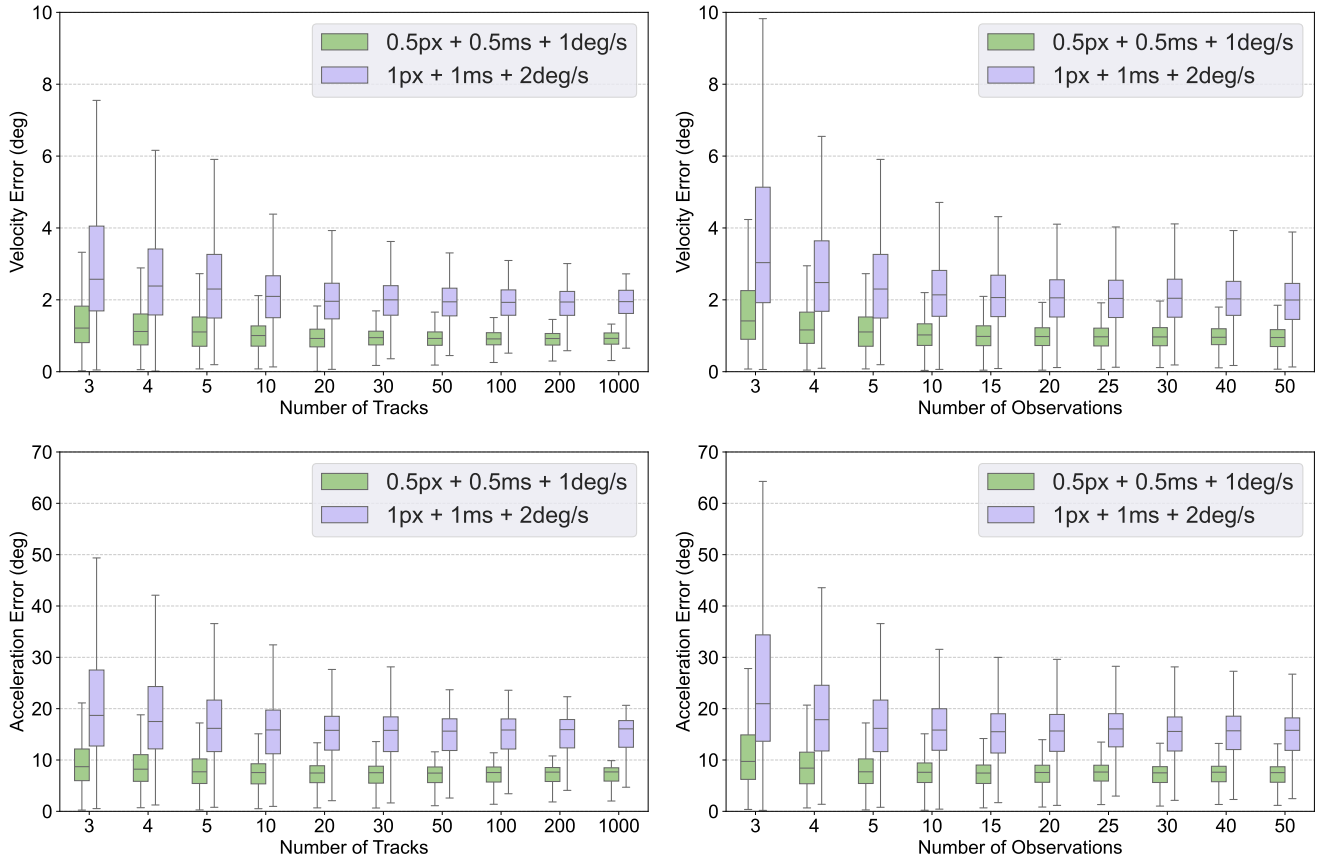 10
8
6
4
2
0
Velocity Error (deg)
0.5px + 0.5ms + 1deg/s
1px + 1ms + 2deg/s
3 4 5 10 20 30 50 100 200 1000
Number of Tracks
10
8
6
4
2
0
Velocity Error (deg)
0.5px + 0.5ms + 1deg/s
1px + 1ms + 2deg/s
3 4 5 10 15 20 25 30 40 50
Number of Observations
70
60
50
40
30
20
10
0
Acceleration Error (deg)
0.5px + 0.5ms + 1deg/s
1px + 1ms + 2deg/s
3 4 5 10 20 30 50 100 200 1000
Number of Tracks
70
60
50
40
30
20
10
0
Acceleration Error (deg)
0.5px + 0.5ms + 1deg/s
1px + 1ms + 2deg/s
3 4 5 10 15 20 25 30 40 50
Number of Observations